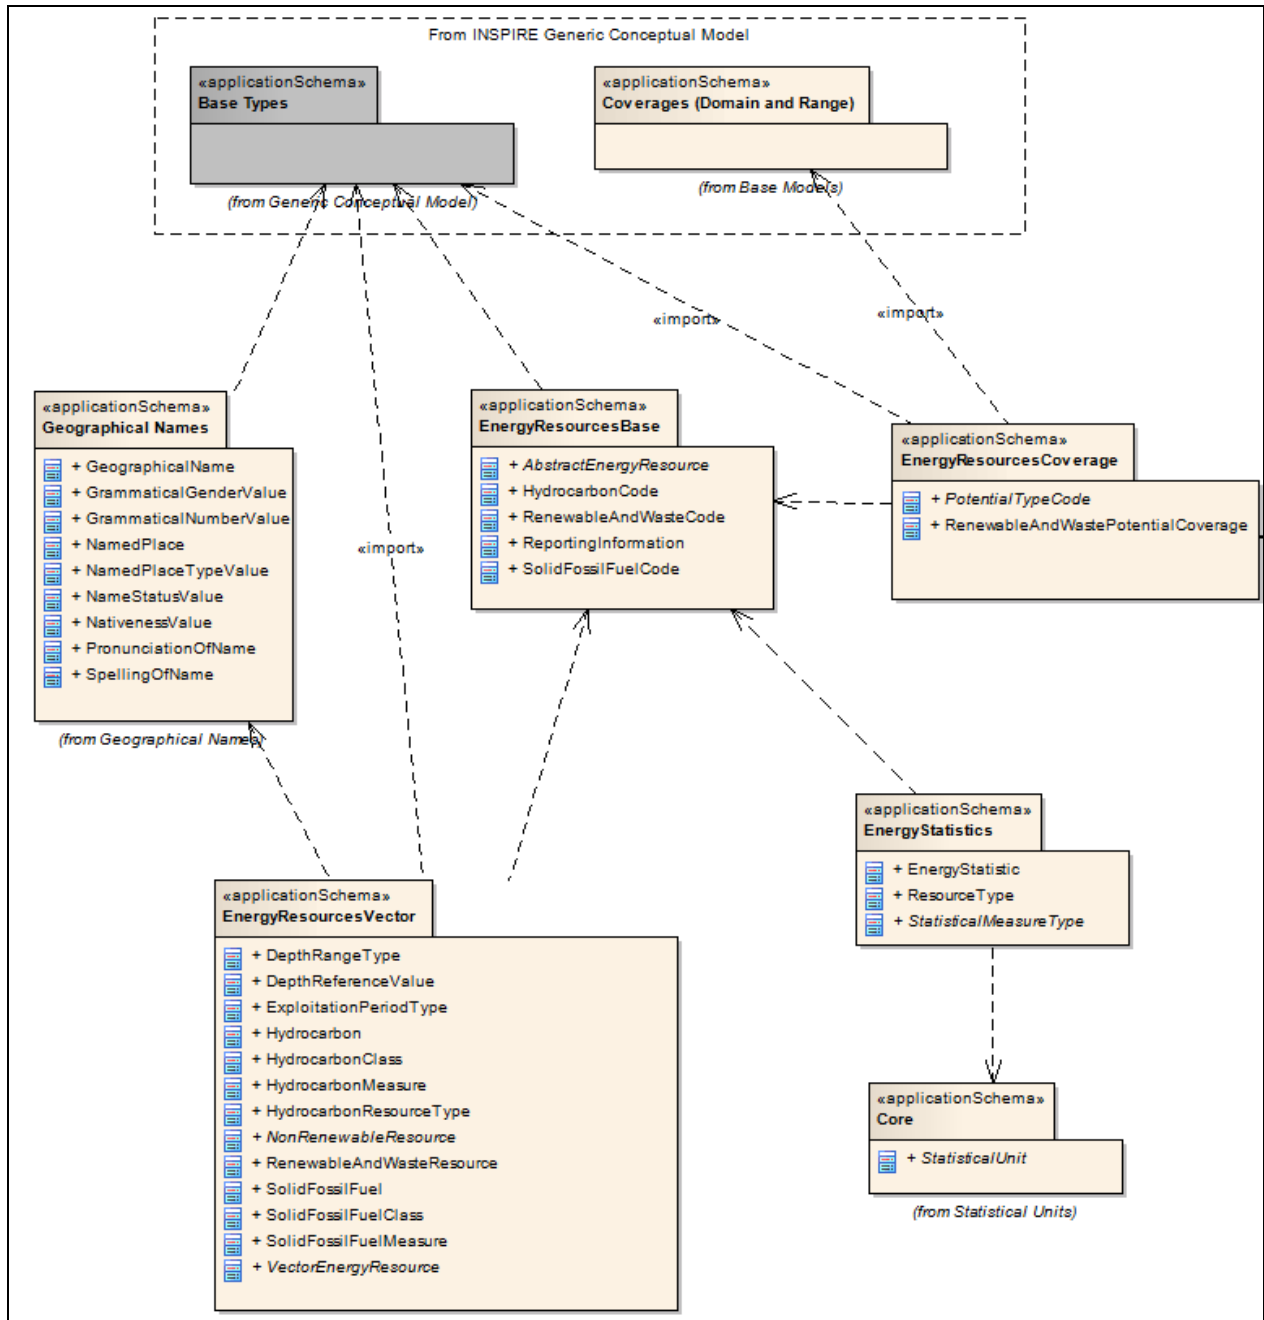 From INSPIRE Generic Conceptual Model
«applicationSchema»
Base Types
(from Generic Conceptual Model)
«applicationSchema»
Coverages (Domain and Range)
(from Base Models)
«import»
«import»
«import»
«applicationSchema»
Geographical Names
+ GeographicalName
+ GrammaticalGenderValue
+ GrammaticalNumberValue
+ NamedPlace
+ NamedPlaceTypeValue
+ NameStatusValue
+ NativenessValue
+ PronunciationOfName
+ SpellingOfName
(from Geographical Names)
«applicationSchema»
EnergyResourcesBase
+ AbstractEnergyResource
+ HydrocarbonCode
+ RenewableAndWasteCode
+ ReportingInformation
+ SolidFossilFuelCode
«applicationSchema»
EnergyResourcesCoverage
+ PotentialTypeCode
+ RenewableAndWastePotentialCoverage
«applicationSchema»
EnergyResourcesVector
+ DepthRangeType
+ DepthReferenceValue
+ ExploitationPeriodType
+ Hydrocarbon
+ HydrocarbonClass
+ HydrocarbonMeasure
+ HydrocarbonResourceType
+ NonRenewableResource
+ RenewableAndWasteResource
+ SolidFossilFuel
+ SolidFossilFuelClass
+ SolidFossilFuelMeasure
+ VectorEnergyResource
«applicationSchema»
EnergyStatistics
+ EnergyStatistic
+ ResourceType
+ StatisticalMeasureType
«applicationSchema»
Core
+ StatisticalUnit
(from Statistical Units)